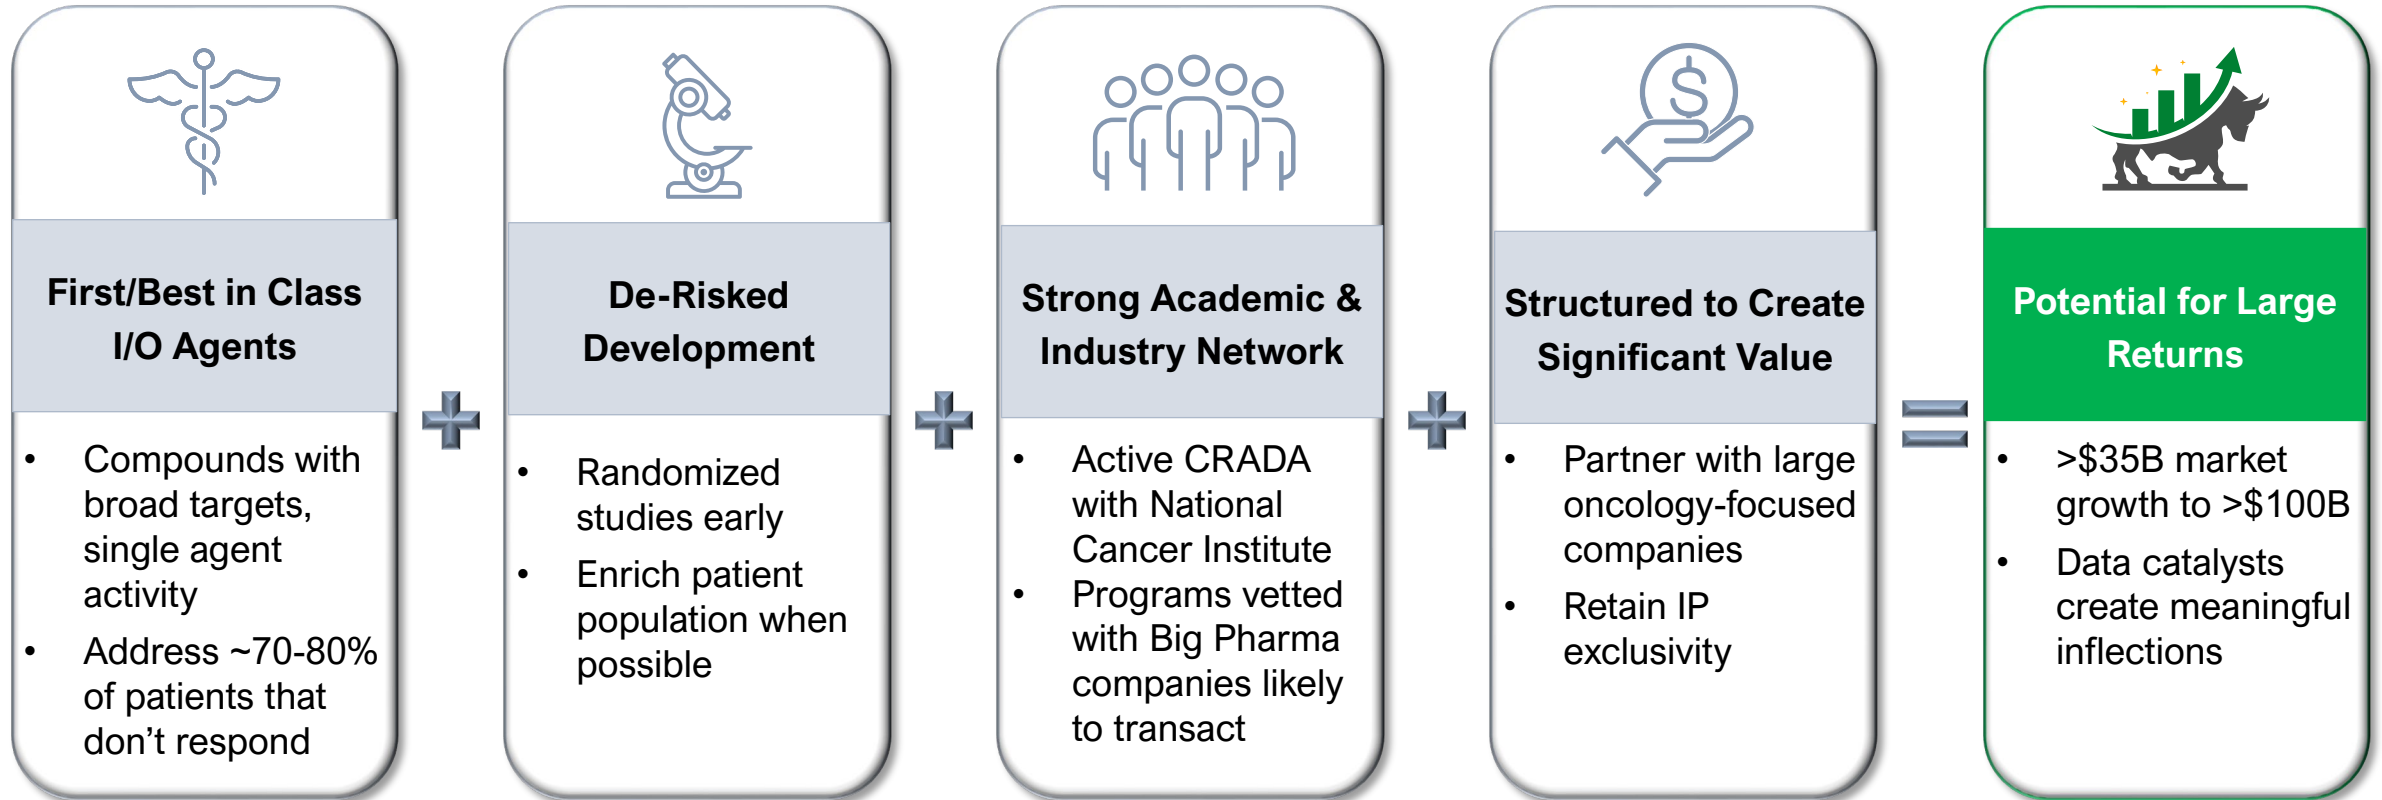 First/Best in Class
I/O Agents
• Compounds with
broad targets,
single agent
activity
• Address ~70-80%
of patients that
don’t respond
De-Risked
Development
• Randomized
studies early
• Enrich patient
population when
possible
Strong Academic &
Industry Network
• Active CRADA
with National
Cancer Institute
• Programs vetted
with Big Pharma
companies likely
to transact
Structured to Create
Significant Value
• Partner with large
oncology-focused
companies
• Retain IP
exclusivity
Potential for Large
Returns
• >$35B market
growth to >$100B
• Data catalysts
create meaningful
inflections